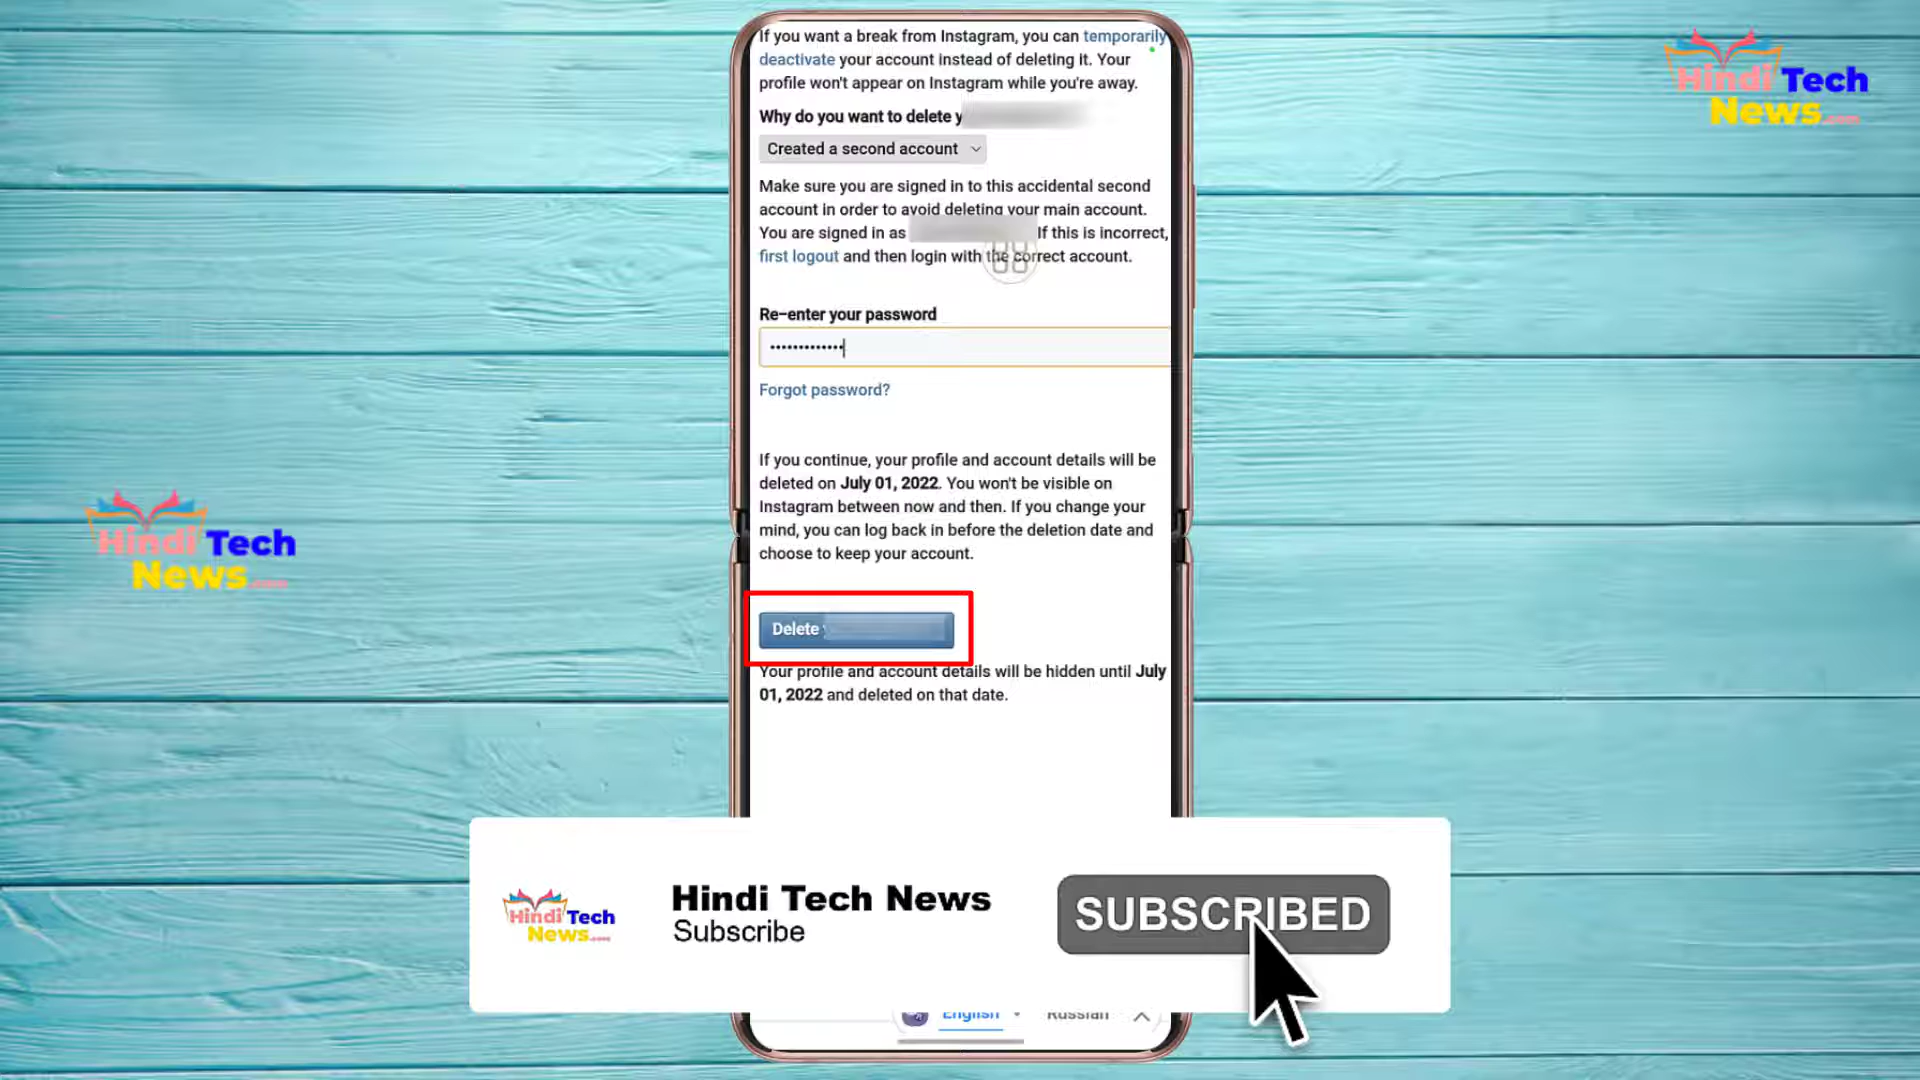 If you want a break from Instagram, you can temporarily
deactivate your account instead of deleting it. Your
profile won't appear on Instagram while you're away.
Why do you want to delete
Created a second account
Make sure you are signed in to this accidental second
account in order to avoid deleting your main account.
You are signed in as If this is incorrect,
first logout and then login with the correct account.
Re-enter your password
Forgot password?
If you continue, your profile and account details will be
deleted on July 01, 2022. You won't be visible on
Instagram between now and then. If you change your
mind, you can log back in before the deletion date and
choose to keep your account.
Delete
Your profile and account details will be hidden until July
01, 2022 and deleted on that date.
Hindi Tech
News.com
Hindi Tech
News.com
Hindi Tech
News.com
Hindi Tech News
Subscribe
SUBSCRIBED
English
Russian